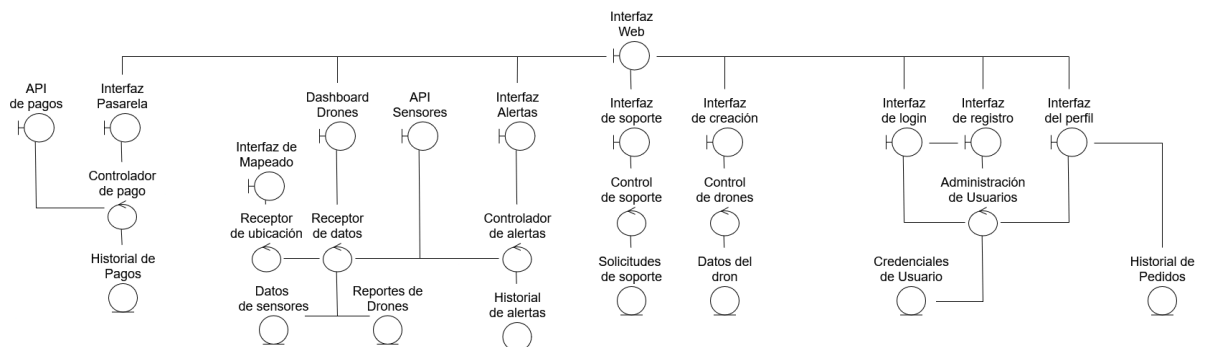 Interfaz
Web
API
de pagos
Interfaz
Pasarela
Dashboard
Drones
API
Sensores
Interfaz
Alertas
Interfaz
de soporte
Interfaz
de creación
Interfaz
de login
Interfaz
de registro
Interfaz
del perfil
Interfaz de
Mapeado
Controlador
de pago
Control
de soporte
Control
de drones
Administración
de Usuarios
Receptor
de ubicación
Receptor
de datos
Controlador
de alertas
Historial de
Pagos
Solicitudes
de soporte
Datos del
dron
Credenciales
de Usuario
Historial de
Pedidos
Datos
de sensores
Reportes de
Drones
Historial
de alertas